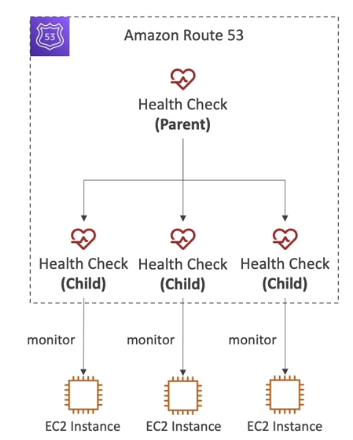 53
Amazon Route 53
Health Check
(Parent)
Health Check Health Check Health Check
(Child) (Child) (Child)
monitor monitor monitor
EC2 Instance EC2 Instance EC2 Instance